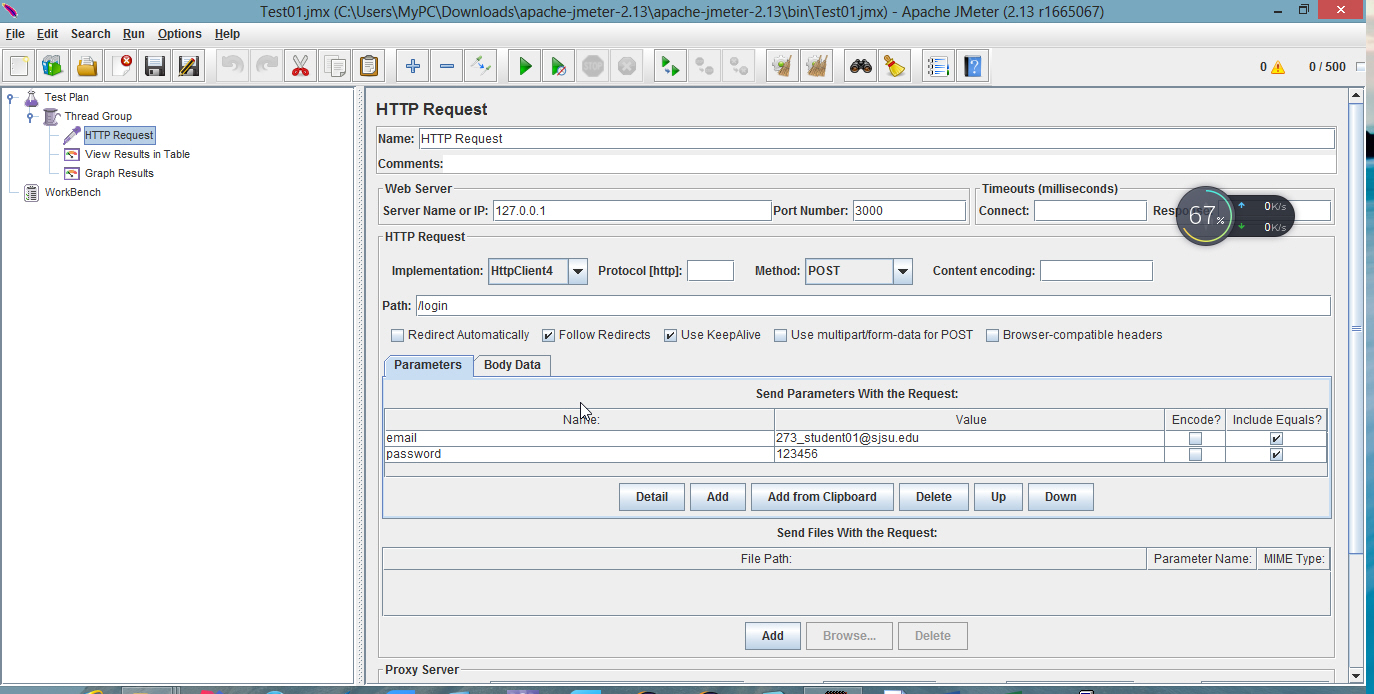 Test01.jmx (C:\Users\MyPC\Downloads\apache-jmeter-2.13\apache-jmeter-2.13\bin\Test01.jmx) - Apache JMeter (2.13 r1665067)
File Edit Search Run Options Help
0 0 / 500
Test Plan
Thread Group
HTTP Request
View Results in Table
Graph Results
WorkBench
HTTP Request
Name: HTTP Request
Comments:
Web Server
Server Name or IP: 127.0.0.1 Port Number: 3000
Timeouts (milliseconds)
Connect:
67% 0K/s
0K/s
HTTP Request
Implementation: HttpClient4 Protocol [http]: Method: POST Content encoding:
Path: /login
Redirect Automatically Follow Redirects Use KeepAlive Use multipart/form-data for POST Browser-compatible headers
Parameters Body Data
Send Parameters With the Request:
Name: Value Encode? Include Equals?
email 273_student01@sjsu.edu
password 123456
Detail Add Add from Clipboard Delete Up Down
Send Files With the Request:
File Path: Parameter Name: MIME Type:
Add Browse... Delete
Proxy Server